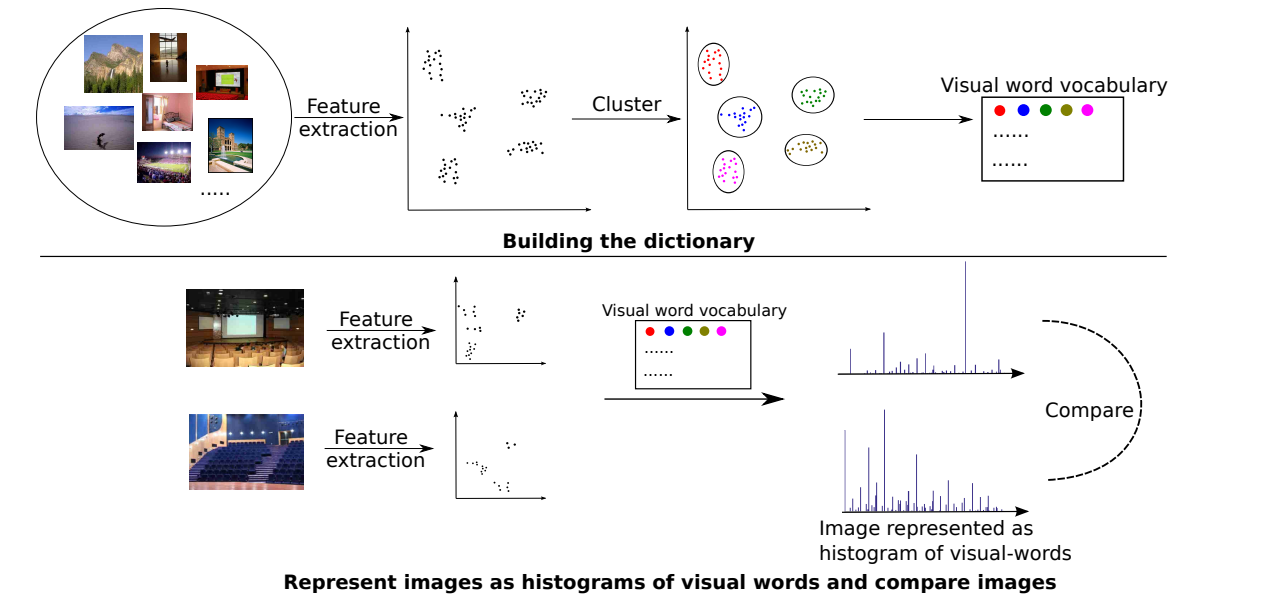 Feature
extraction
Cluster
Visual word vocabulary
......
......
.....
Building the dictionary
Feature
extraction
Visual word vocabulary
......
......
Feature
extraction
Compare
Image represented as
histogram of visual-words
Represent images as histograms of visual words and compare images